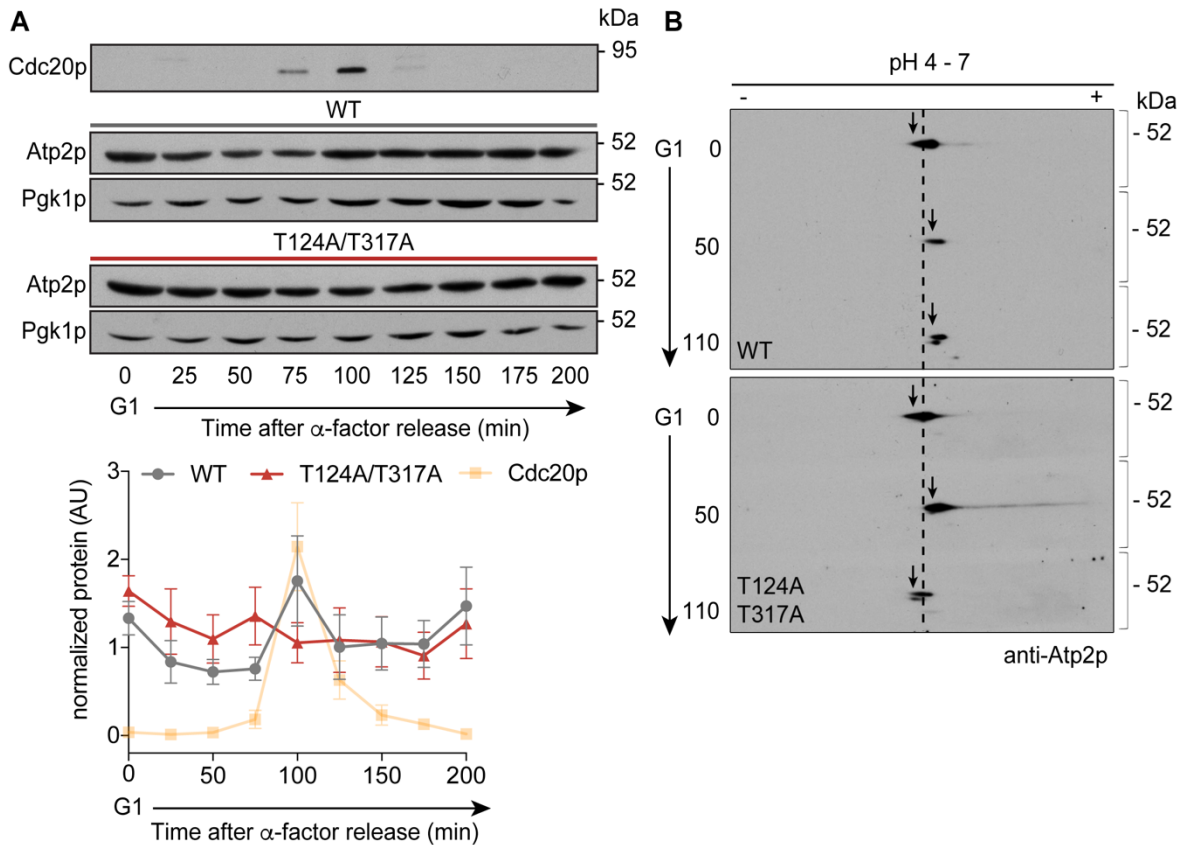 A
kDa
Cdc20p
- 95
WT
Atp2p
- 52
Pgk1p
- 52
T124A/T317A
Atp2p
- 52
Pgk1p
- 52
0 25 50 75 100 125 150 175 200
G1
Time after α-factor release (min)
WT T124A/T317A Cdc20p
normalized protein (AU)
3
2
1
0
0 50 100 150 200
G1
Time after α-factor release (min)
B
pH 4 - 7
- +
kDa
G1 0
- 52
50
- 52
110
- 52
WT
G1 0
- 52
50
- 52
110
- 52
T124A
T317A
anti-Atp2p